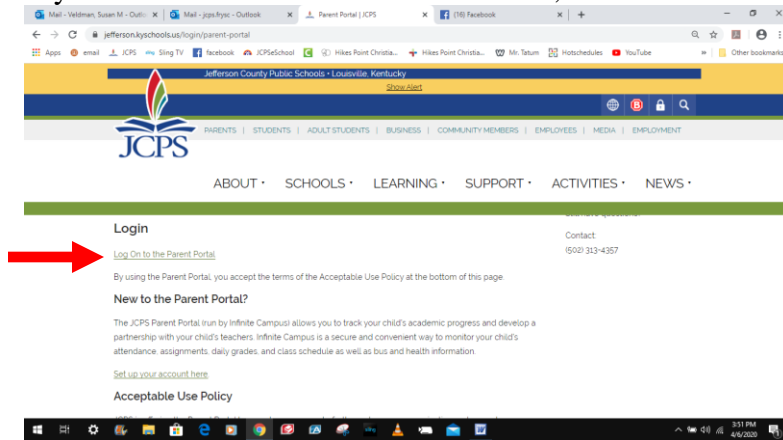 Mail - Veldman, Susan M - Outlo
Mail - jcps.frysc - Outlook
Parent Portal | JCPS
(16) Facebook
jefferson.kyschools.us/login/parent-portal
Apps
email
JCPS
Sling TV
facebook
JCPSeSchool
Hikes Point Christia...
Hikes Point Christia...
Mr. Tatum
Hotschedules
YouTube
Other bookmarks
Jefferson County Public Schools • Louisville, Kentucky
Show Alert
JCPS
PARENTS | STUDENTS | ADULT STUDENTS | BUSINESS | COMMUNITY MEMBERS | EMPLOYEES | MEDIA | EMPLOYMENT
ABOUT · SCHOOLS · LEARNING · SUPPORT · ACTIVITIES · NEWS ·
Login
Contact:
(502) 313-4357
Log On to the Parent Portal
By using the Parent Portal, you accept the terms of the Acceptable Use Policy at the bottom of this page.
New to the Parent Portal?
The JCPS Parent Portal (run by Infinite Campus) allows you to track your child's academic progress and develop a
partnership with your child's teachers. Infinite Campus is a secure and convenient way to monitor your child's
attendance, assignments, daily grades, and class schedule as well as bus and health information.
Set up your account here.
Acceptable Use Policy
3:51 PM
4/6/2020